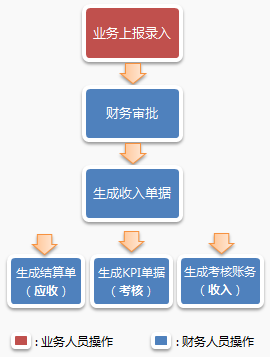 业务上报录入
财务审批
生成收入单据
生成结算单
（应收）
生成KPI单据
（考核）
生成考核账务
（收入）
：业务人员操作
：财务人员操作